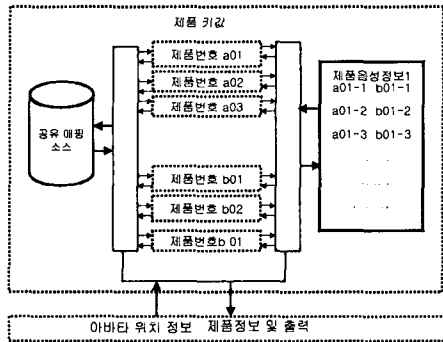 제품 키값
제품번호 a01
제품번호 a02
제품번호 a03
제품번호 b01
제품번호 b02
제품번호b 01
공유 매핑
소스
제품음성정보1
a01-1 b01-1
a01-2 b01-2
a01-3 b01-3
아바타 위치 정보 제품정보 및 출력